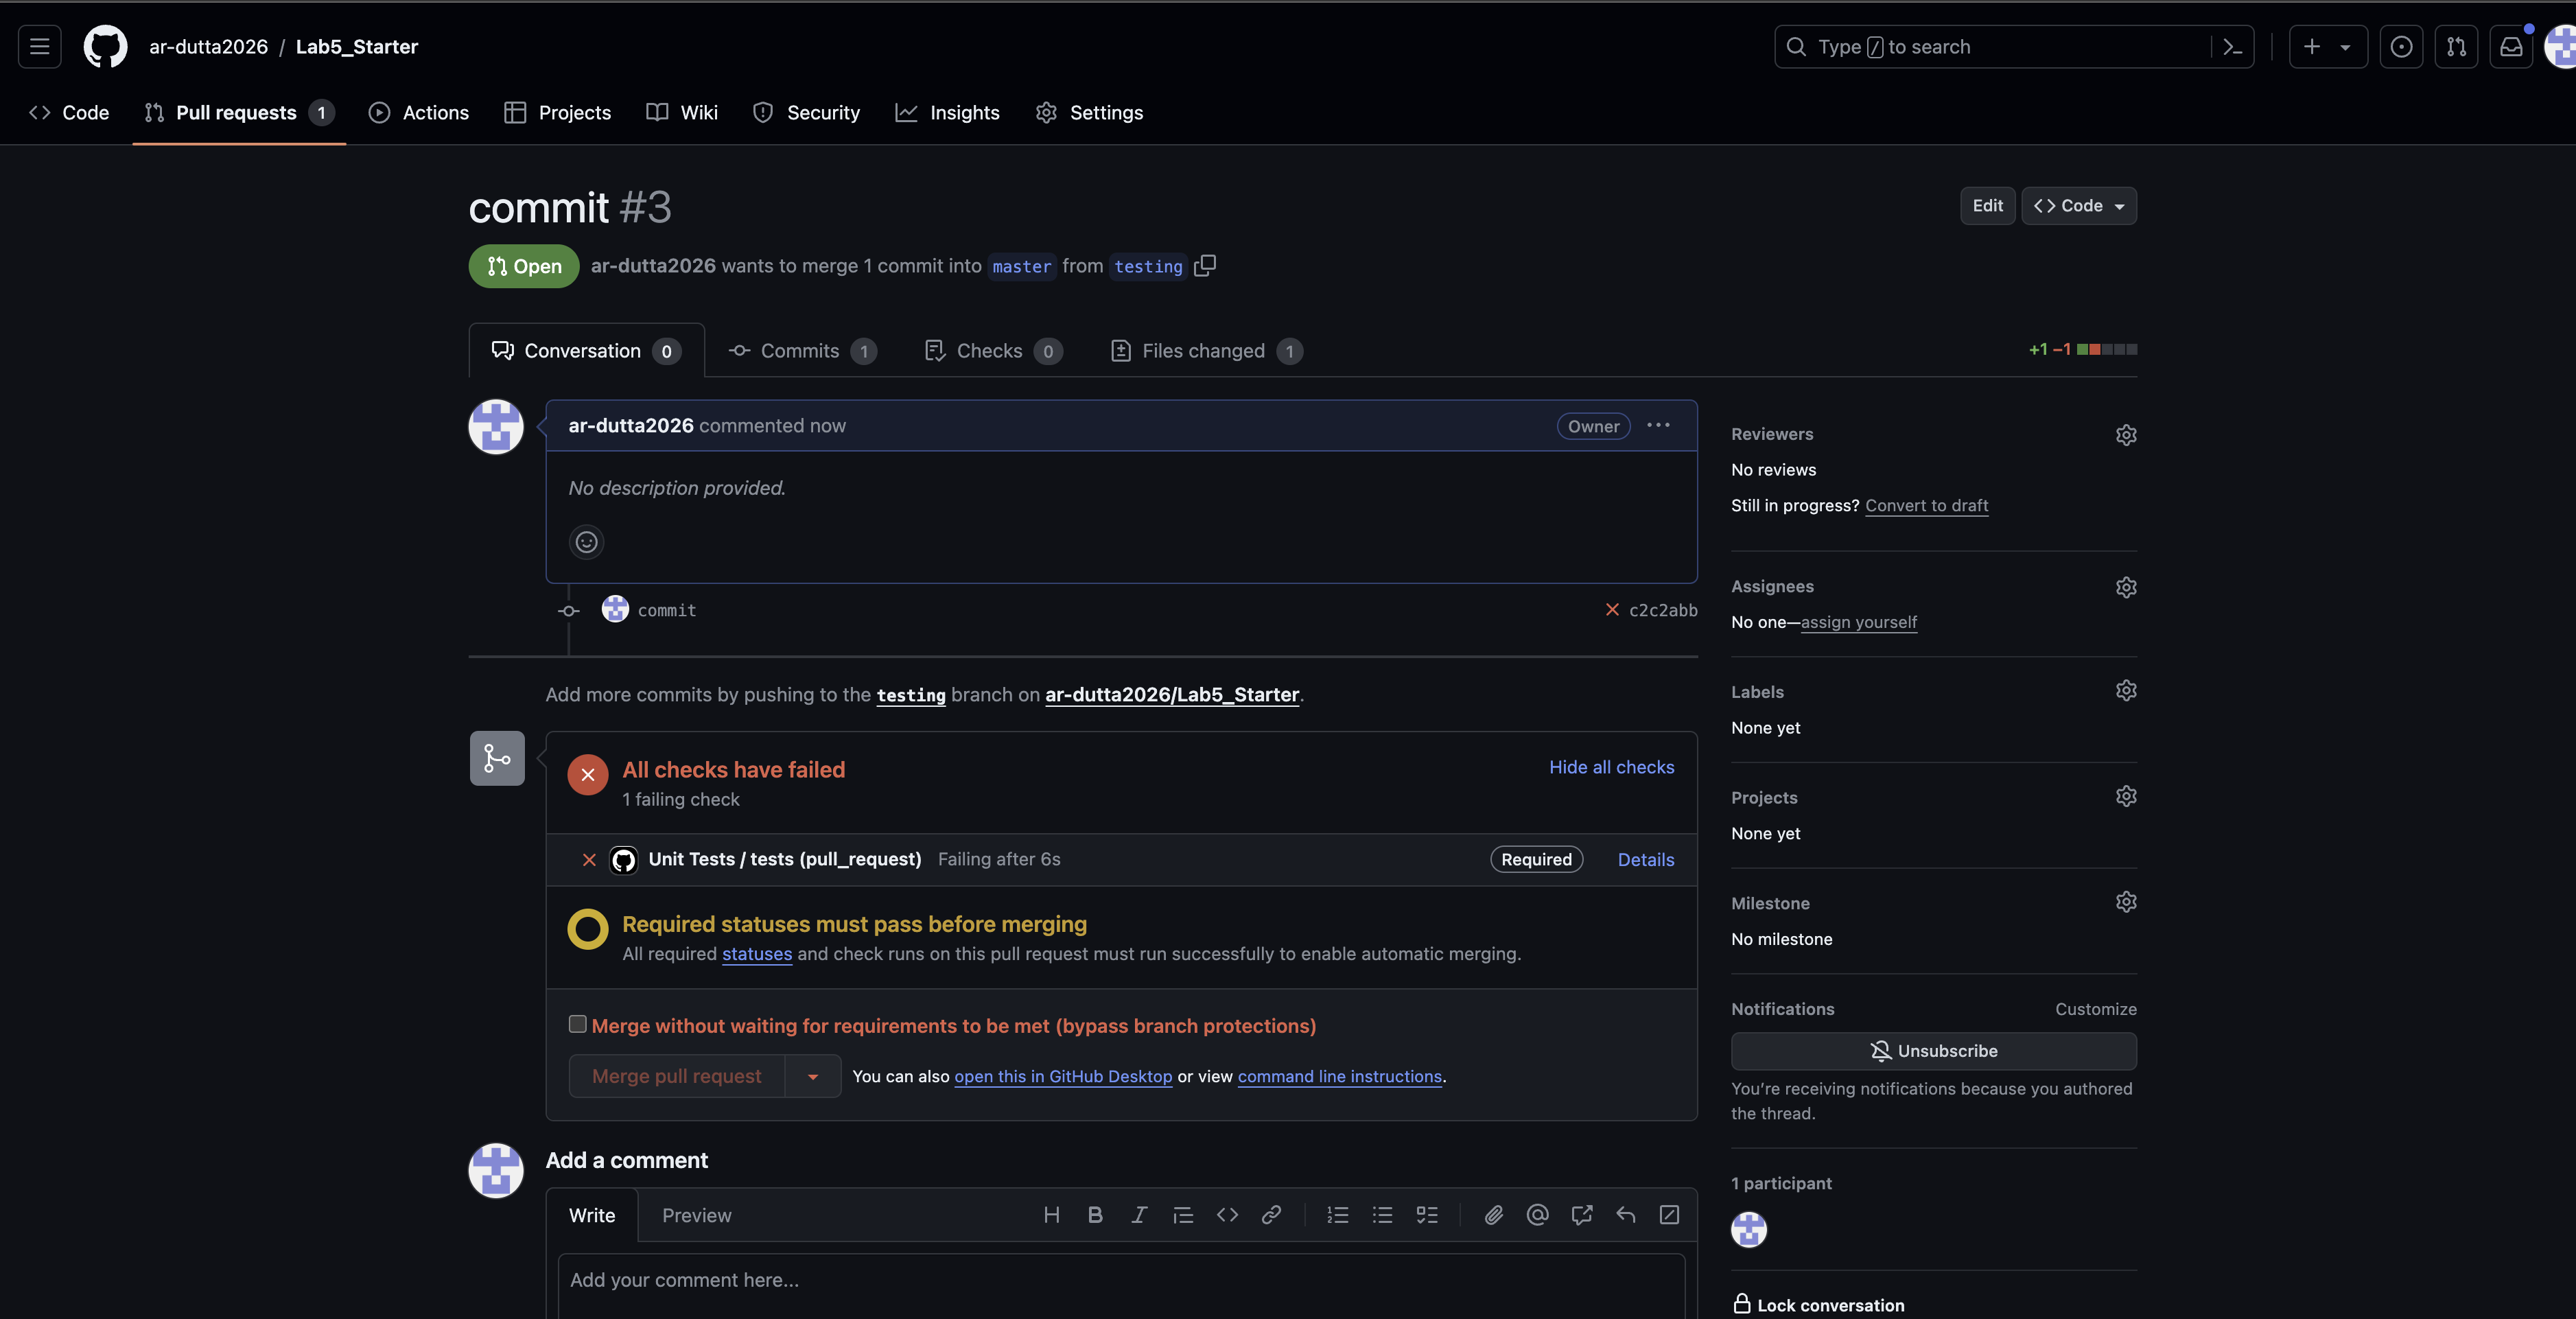 ar-dutta2026 / Lab5_Starter
Type / to search
Code
Pull requests 1
Actions
Projects
Wiki
Security
Insights
Settings
commit #3
Edit
Code
Open
ar-dutta2026 wants to merge 1 commit into master from testing
Conversation 0
Commits 1
Checks 0
Files changed 1
+1 −1
ar-dutta2026 commented now
Owner
No description provided.
commit
c2c2abb
Add more commits by pushing to the testing branch on ar-dutta2026/Lab5_Starter.
All checks have failed
Hide all checks
1 failing check
Unit Tests / tests (pull_request) Failing after 6s
Required
Details
Required statuses must pass before merging
All required statuses and check runs on this pull request must run successfully to enable automatic merging.
Merge without waiting for requirements to be met (bypass branch protections)
Merge pull request
You can also open this in GitHub Desktop or view command line instructions.
Add a comment
Write
Preview
Add your comment here...
Reviewers
No reviews
Still in progress? Convert to draft
Assignees
No one—assign yourself
Labels
None yet
Projects
None yet
Milestone
No milestone
Notifications
Customize
Unsubscribe
You're receiving notifications because you authored
the thread.
1 participant
Lock conversation